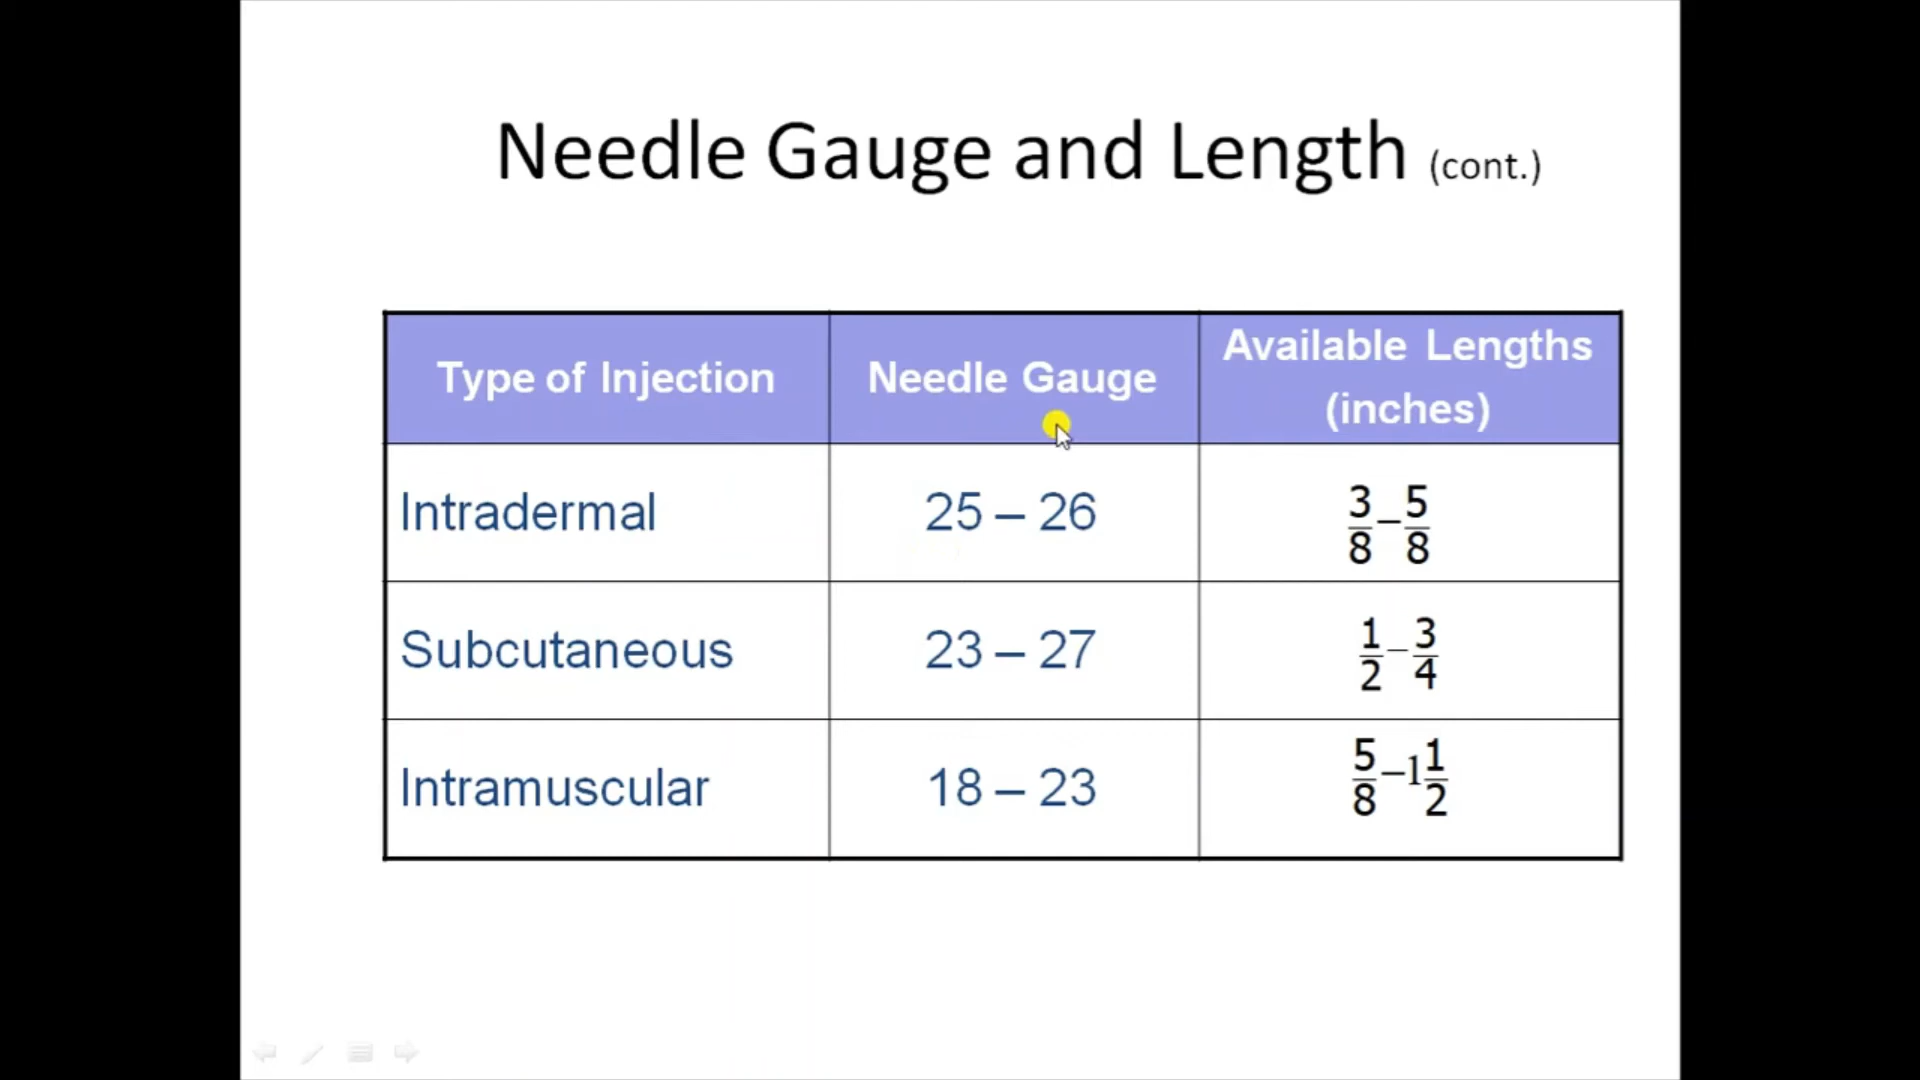 Needle Gauge and Length (cont.)
Type of Injection Needle Gauge Available Lengths (inches)
Intradermal 25 – 26 3/8 – 5/8
Subcutaneous 23 – 27 1/2 – 3/4
Intramuscular 18 – 23 5/8 – 1 1/2